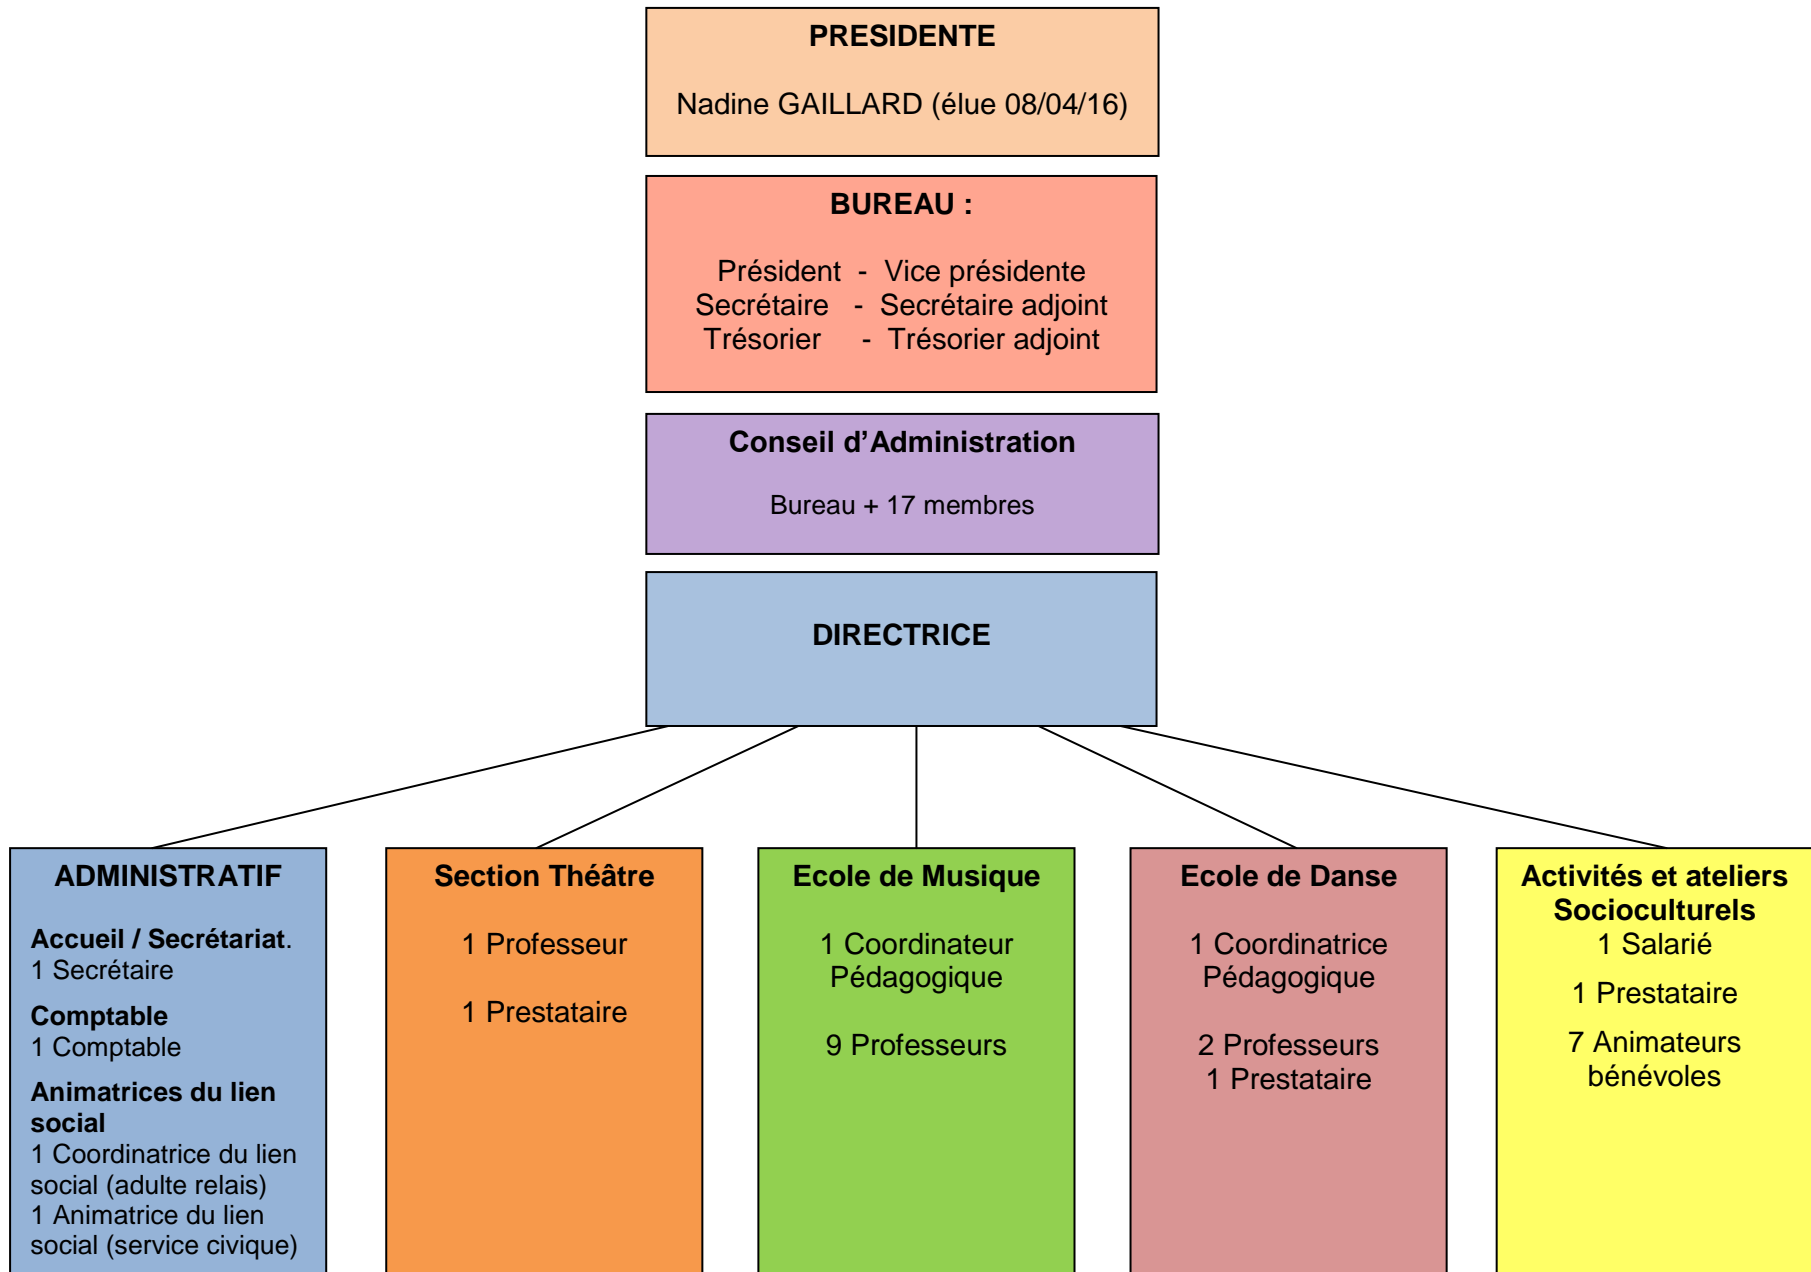 PRESIDENTE
Nadine GAILLARD (élue 08/04/16)
BUREAU :
Président - Vice présidente
Secrétaire - Secrétaire adjoint
Trésorier - Trésorier adjoint
Conseil d’Administration
Bureau + 17 membres
DIRECTRICE
ADMINISTRATIF
Accueil / Secrétariat.
1 Secrétaire
Comptable
1 Comptable
Animatrices du lien
social
1 Coordinatrice du lien
social (adulte relais)
1 Animatrice du lien
social (service civique)
Section Théâtre
1 Professeur
1 Prestataire
Ecole de Musique
1 Coordinateur
Pédagogique
9 Professeurs
Ecole de Danse
1 Coordinatrice
Pédagogique
2 Professeurs
1 Prestataire
Activités et ateliers
Socioculturels
1 Salarié
1 Prestataire
7 Animateurs
bénévoles